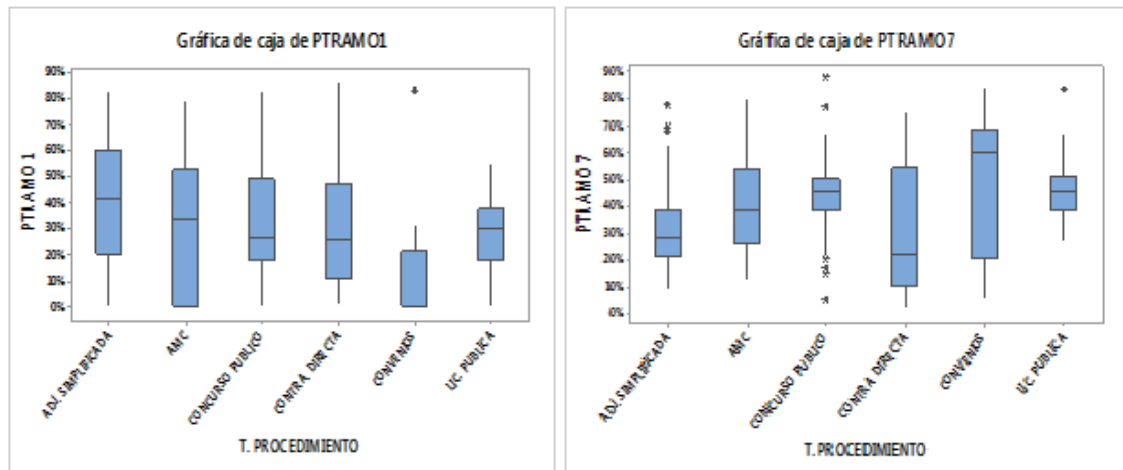 Gráfica de caja de PTRAMO1
PTRAMO 1
90%
80%
70%
60%
50%
40%
30%
20%
10%
0%
ADJ. SIMPLIFICADA
AMC
CONCURSO PUBLICO
CONTRA DIRECTA
CONVENIOS
LIC. PUBLICA
T. PROCEDIMIENTO
Gráfica de caja de PTRAMO7
PTRAMO 7
90%
80%
70%
60%
50%
40%
30%
20%
10%
0%
ADJ. SIMPLIFICADA
AMC
CONCURSO PUBLICO
CONTRA DIRECTA
CONVENIOS
LIC. PUBLICA
T. PROCEDIMIENTO